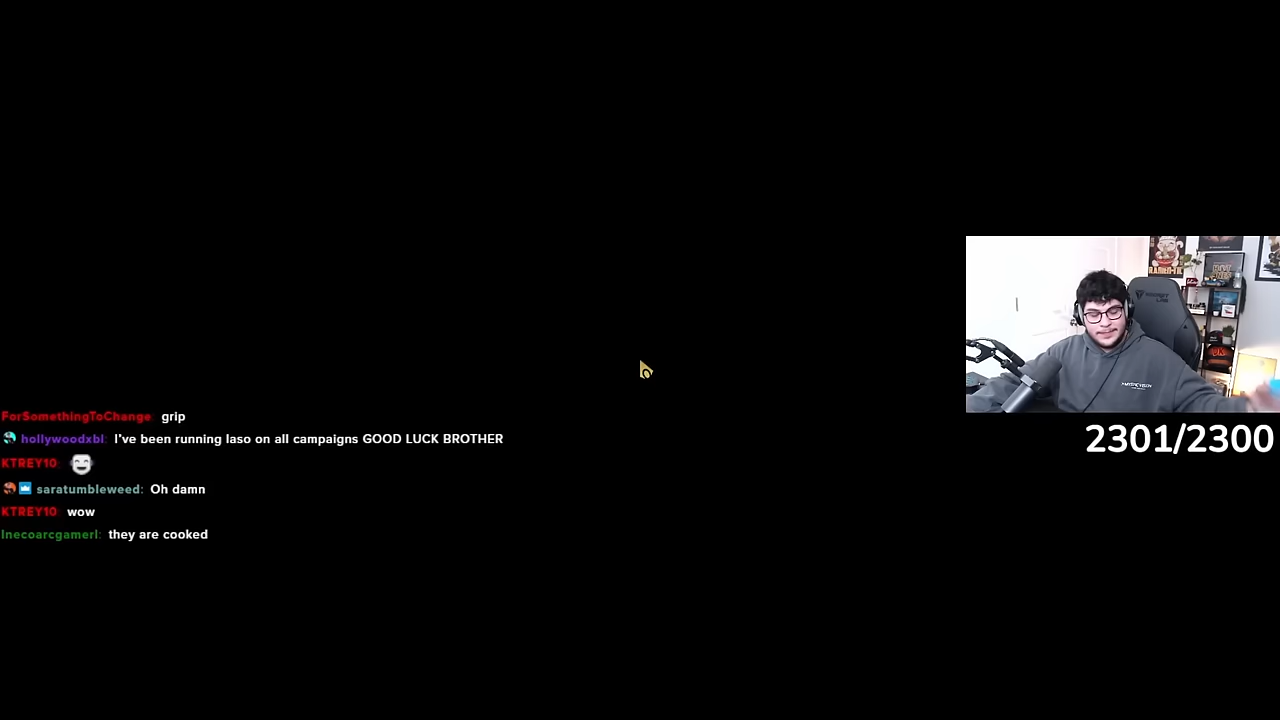 ForSomethingToChange: grip
hollywoodxbl: I've been running laso on all campaigns GOOD LUCK BROTHER
KTREY10:
saratumbleweed: Oh damn
KTREY10: wow
lnecoarcgamerl: they are cooked
2301/2300